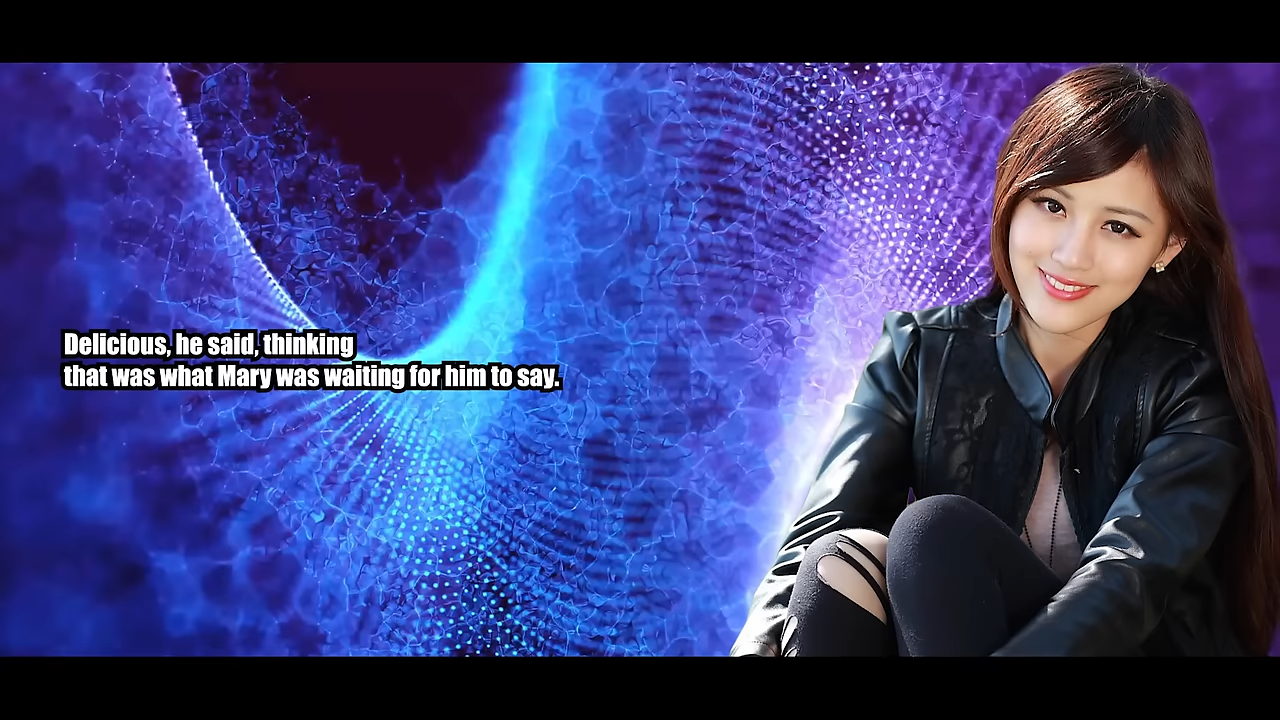 Delicious, he said, thinking
that was what Mary was waiting for him to say.